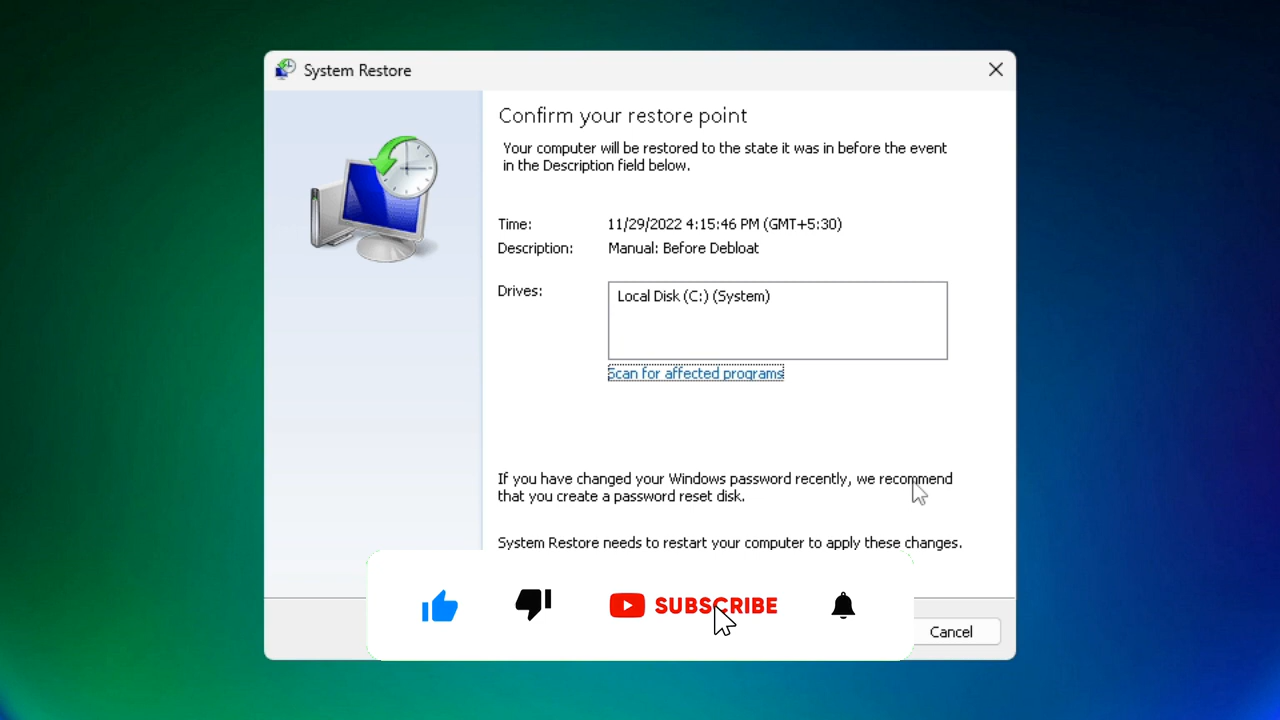 System Restore
Confirm your restore point
Your computer will be restored to the state it was in before the event
in the Description field below.
Time: 11/29/2022 4:15:46 PM (GMT+5:30)
Description: Manual: Before Debloat
Drives: Local Disk (C:) (System)
Scan for affected programs
If you have changed your Windows password recently, we recommend
that you create a password reset disk.
System Restore needs to restart your computer to apply these changes.
SUBSCRIBE
Cancel